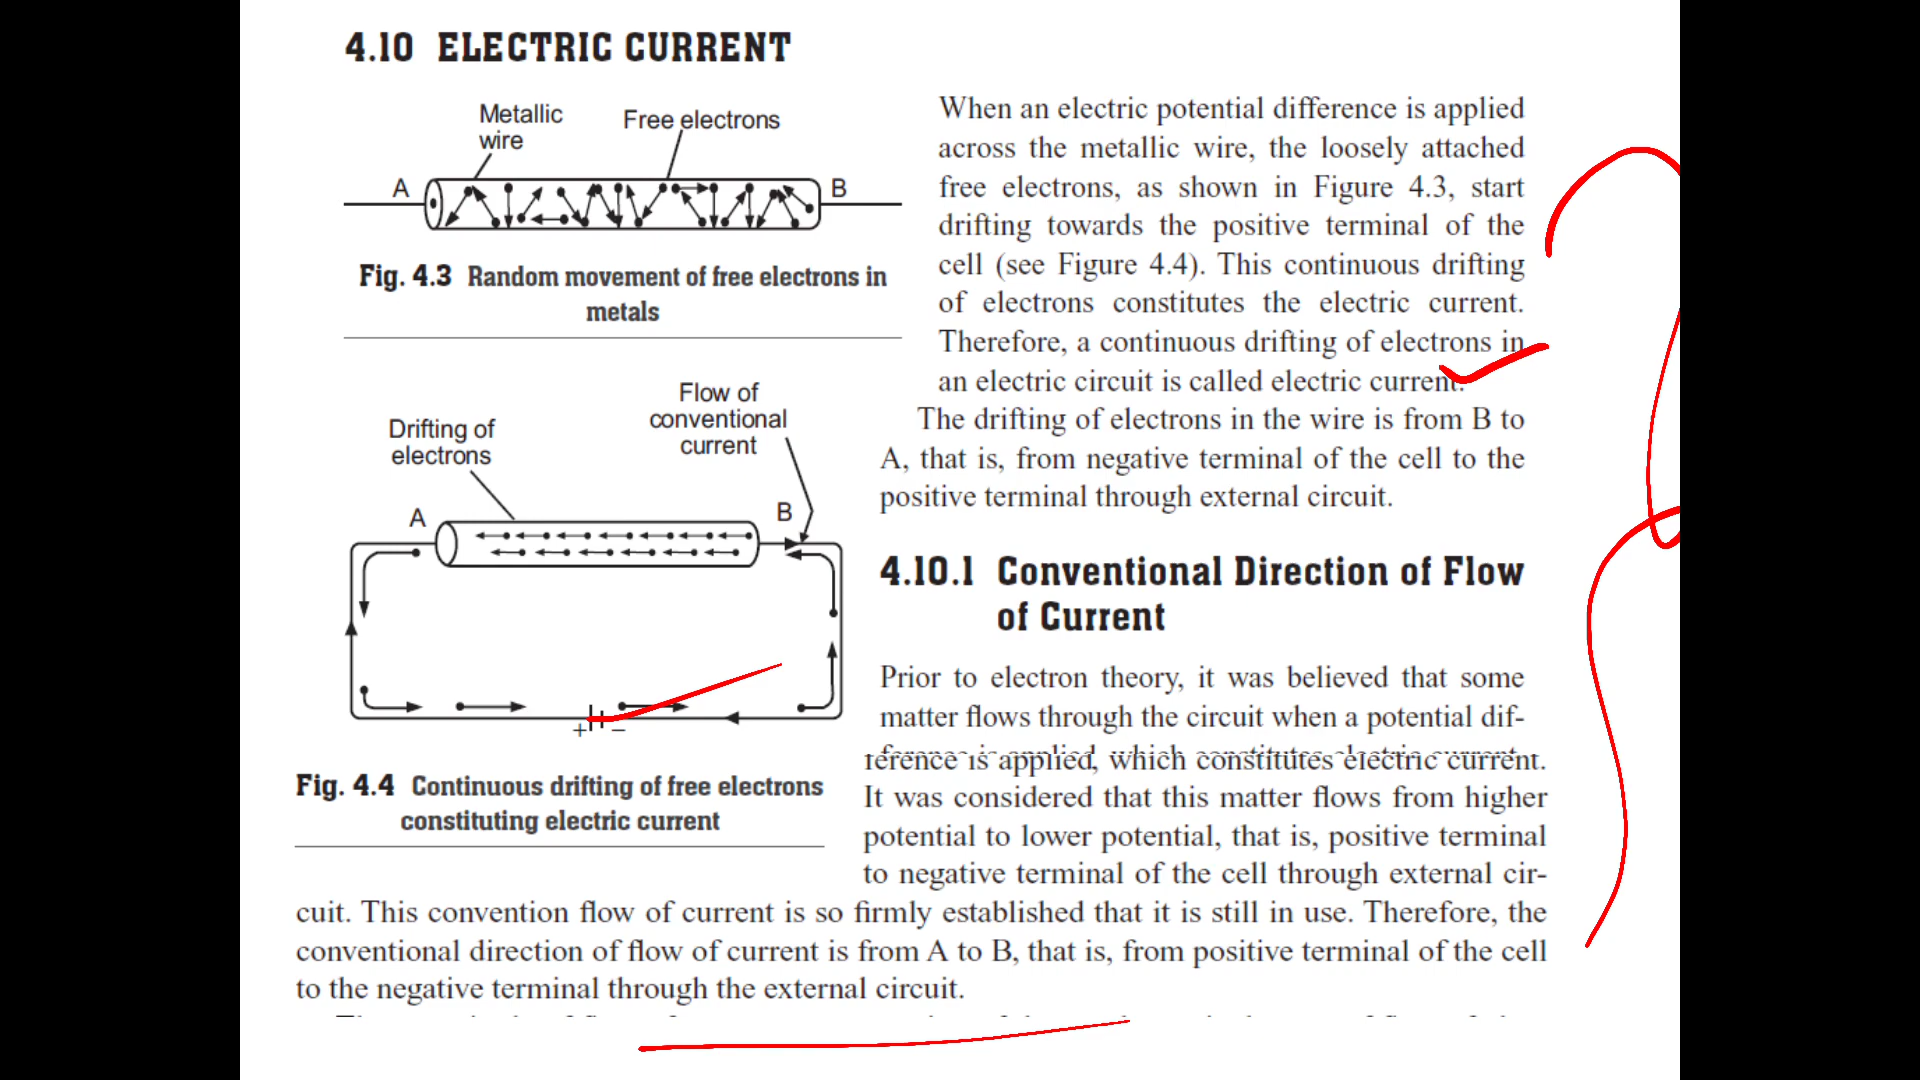 4.10 ELECTRIC CURRENT
Metallic
wire
Free electrons
A
B
Fig. 4.3 Random movement of free electrons in
metals
When an electric potential difference is applied
across the metallic wire, the loosely attached
free electrons, as shown in Figure 4.3, start
drifting towards the positive terminal of the
cell (see Figure 4.4). This continuous drifting
of electrons constitutes the electric current.
Therefore, a continuous drifting of electrons in
an electric circuit is called electric current.
The drifting of electrons in the wire is from B to
A, that is, from negative terminal of the cell to the
positive terminal through external circuit.
Flow of
conventional
current
Drifting of
electrons
A
B
+ −
Fig. 4.4 Continuous drifting of free electrons
constituting electric current
4.10.1 Conventional Direction of Flow
of Current
Prior to electron theory, it was believed that some
matter flows through the circuit when a potential dif-
ference is applied, which constitutes electric current.
It was considered that this matter flows from higher
potential to lower potential, that is, positive terminal
to negative terminal of the cell through external cir-
cuit. This convention flow of current is so firmly established that it is still in use. Therefore, the
conventional direction of flow of current is from A to B, that is, from positive terminal of the cell
to the negative terminal through the external circuit.